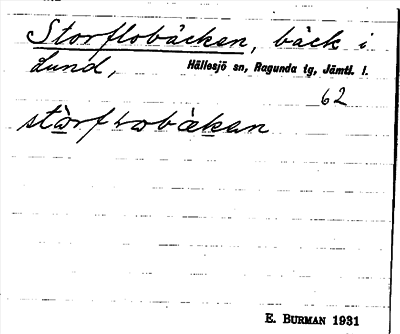 Storflobäcken, bäck i
Lund, Hällesjö sn, Ragunda tg, Jämtl. l.
62
E. BURMAN 1931